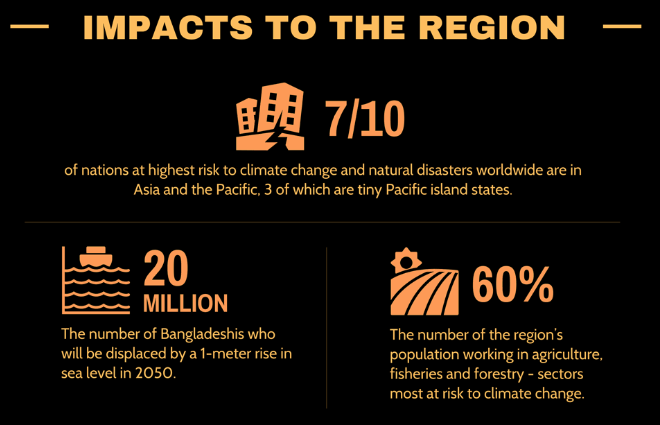 IMPACTS TO THE REGION
7/10
of nations at highest risk to climate change and natural disasters worldwide are in
Asia and the Pacific, 3 of which are tiny Pacific island states.
20
MILLION
The number of Bangladeshis who
will be displaced by a 1-meter rise in
sea level in 2050.
60%
The number of the region's
population working in agriculture,
fisheries and forestry - sectors
most at risk to climate change.